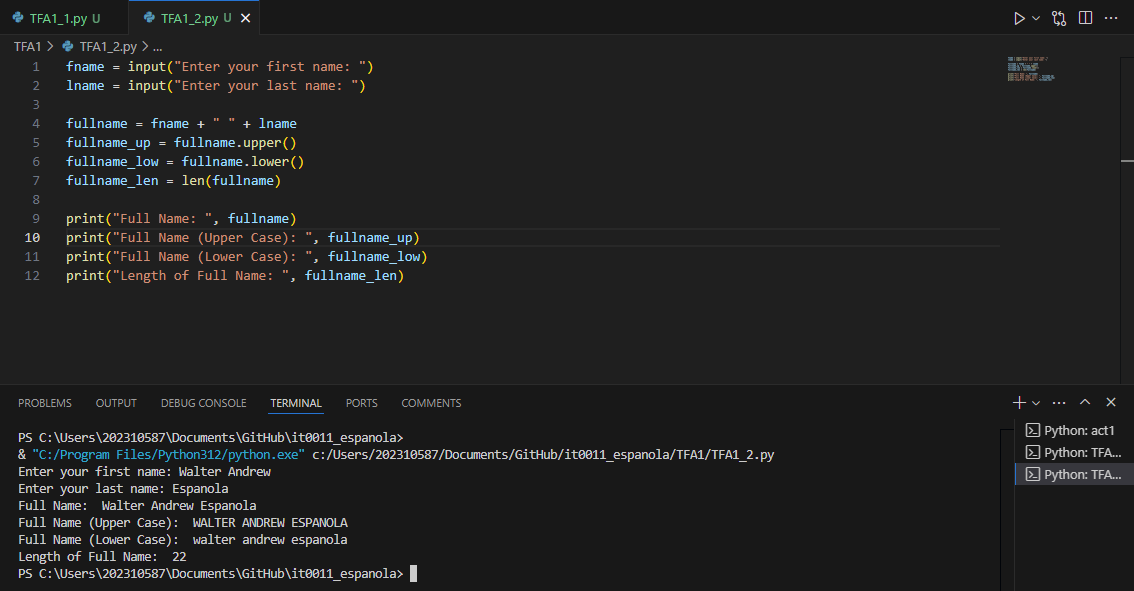 TFA1_1.py U TFA1_2.py U
TFA1 > TFA1_2.py > ...
1 fname = input("Enter your first name: ")
2 lname = input("Enter your last name: ")
3
4 fullname = fname + " " + lname
5 fullname_up = fullname.upper()
6 fullname_low = fullname.lower()
7 fullname_len = len(fullname)
8
9 print("Full Name: ", fullname)
10 print("Full Name (Upper Case): ", fullname_up)
11 print("Full Name (Lower Case): ", fullname_low)
12 print("Length of Full Name: ", fullname_len)
PROBLEMS OUTPUT DEBUG CONSOLE TERMINAL PORTS COMMENTS
PS C:\Users\202310587\Documents\GitHub\it0011_espanola>
& "C:/Program Files/Python312/python.exe" c:/Users/202310587/Documents/GitHub/it0011_espanola/TFA1/TFA1_2.py
Enter your first name: Walter Andrew
Enter your last name: Espanola
Full Name:  Walter Andrew Espanola
Full Name (Upper Case):  WALTER ANDREW ESPANOLA
Full Name (Lower Case):  walter andrew espanola
Length of Full Name:  22
PS C:\Users\202310587\Documents\GitHub\it0011_espanola>
Python: act1
Python: TFA...
Python: TFA...